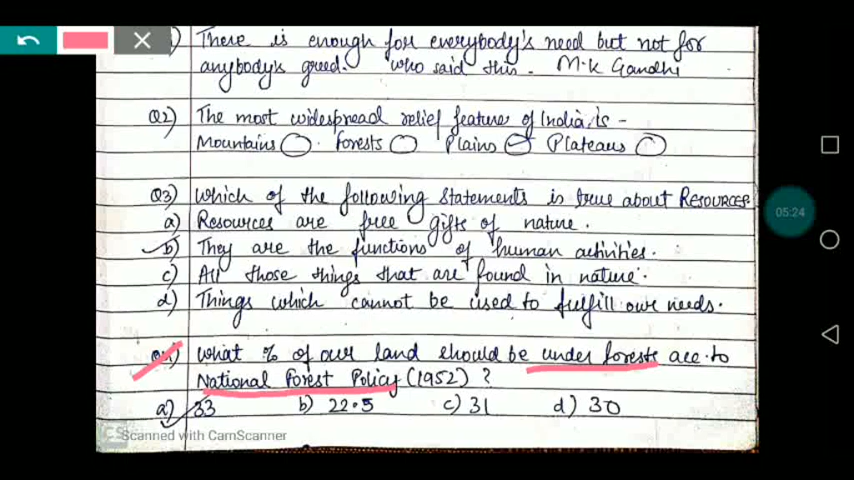 ) There is enough for everybody's need but not for
anybody's greed. who said this. M.K Gandhi
Q2) The most widespread relief feature of India is -
Mountains Forests Plains Plateaus
Q3) Which of the following statements is true about RESOURCES
a) Resources are free gifts of nature.
b) They are the functions of human activities.
c) All those things that are found in nature.
d) Things which cannot be used to fulfill our needs.
Q4) What % of our land should be under forests acc. to
National Forest Policy (1952) ?
a) 33 b) 22.5 c) 31 d) 30
CS Scanned with CamScanner
05:24